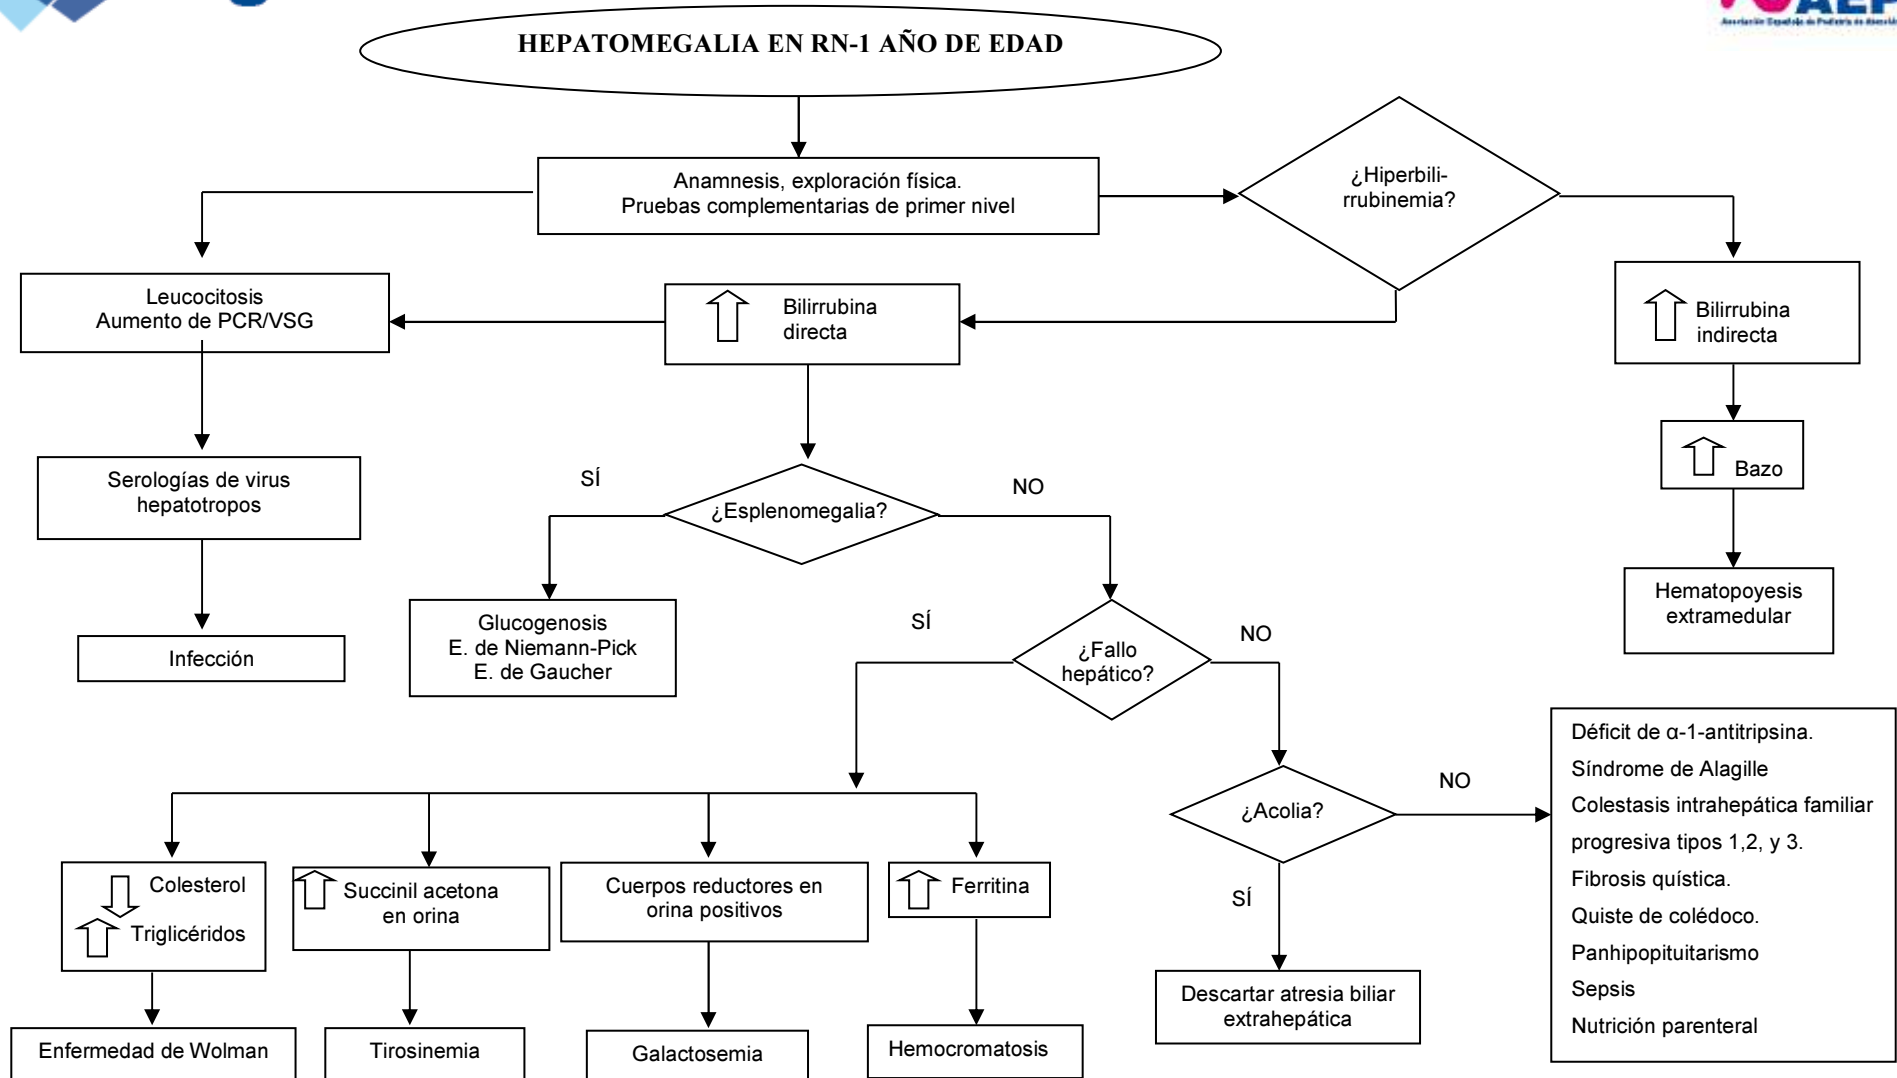 HEPATOMEGALIA EN RN-1 AÑO DE EDAD
Anamnesis, exploración física.
Pruebas complementarias de primer nivel
¿Hiperbili-
rrubinemia?
Leucocitosis
Aumento de PCR/VSG
Bilirrubina
directa
Bilirrubina
indirecta
Bazo
Serologías de virus
hepatotropos
SÍ
¿Esplenomegalia?
NO
Hematopoyesis
extramedular
Infección
Glucogenosis
E. de Niemann-Pick
E. de Gaucher
SÍ
¿Fallo
hepático?
NO
¿Acolia?
NO
SÍ
Déficit de α-1-antitripsina.
Síndrome de Alagille
Colestasis intrahepática familiar
progresiva tipos 1,2, y 3.
Fibrosis quística.
Quiste de colédoco.
Panhipopituitarismo
Sepsis
Nutrición parenteral
Colesterol
Triglicéridos
Succinil acetona
en orina
Cuerpos reductores en
orina positivos
Ferritina
Descartar atresia biliar
extrahepática
Enfermedad de Wolman
Tirosinemia
Galactosemia
Hemocromatosis